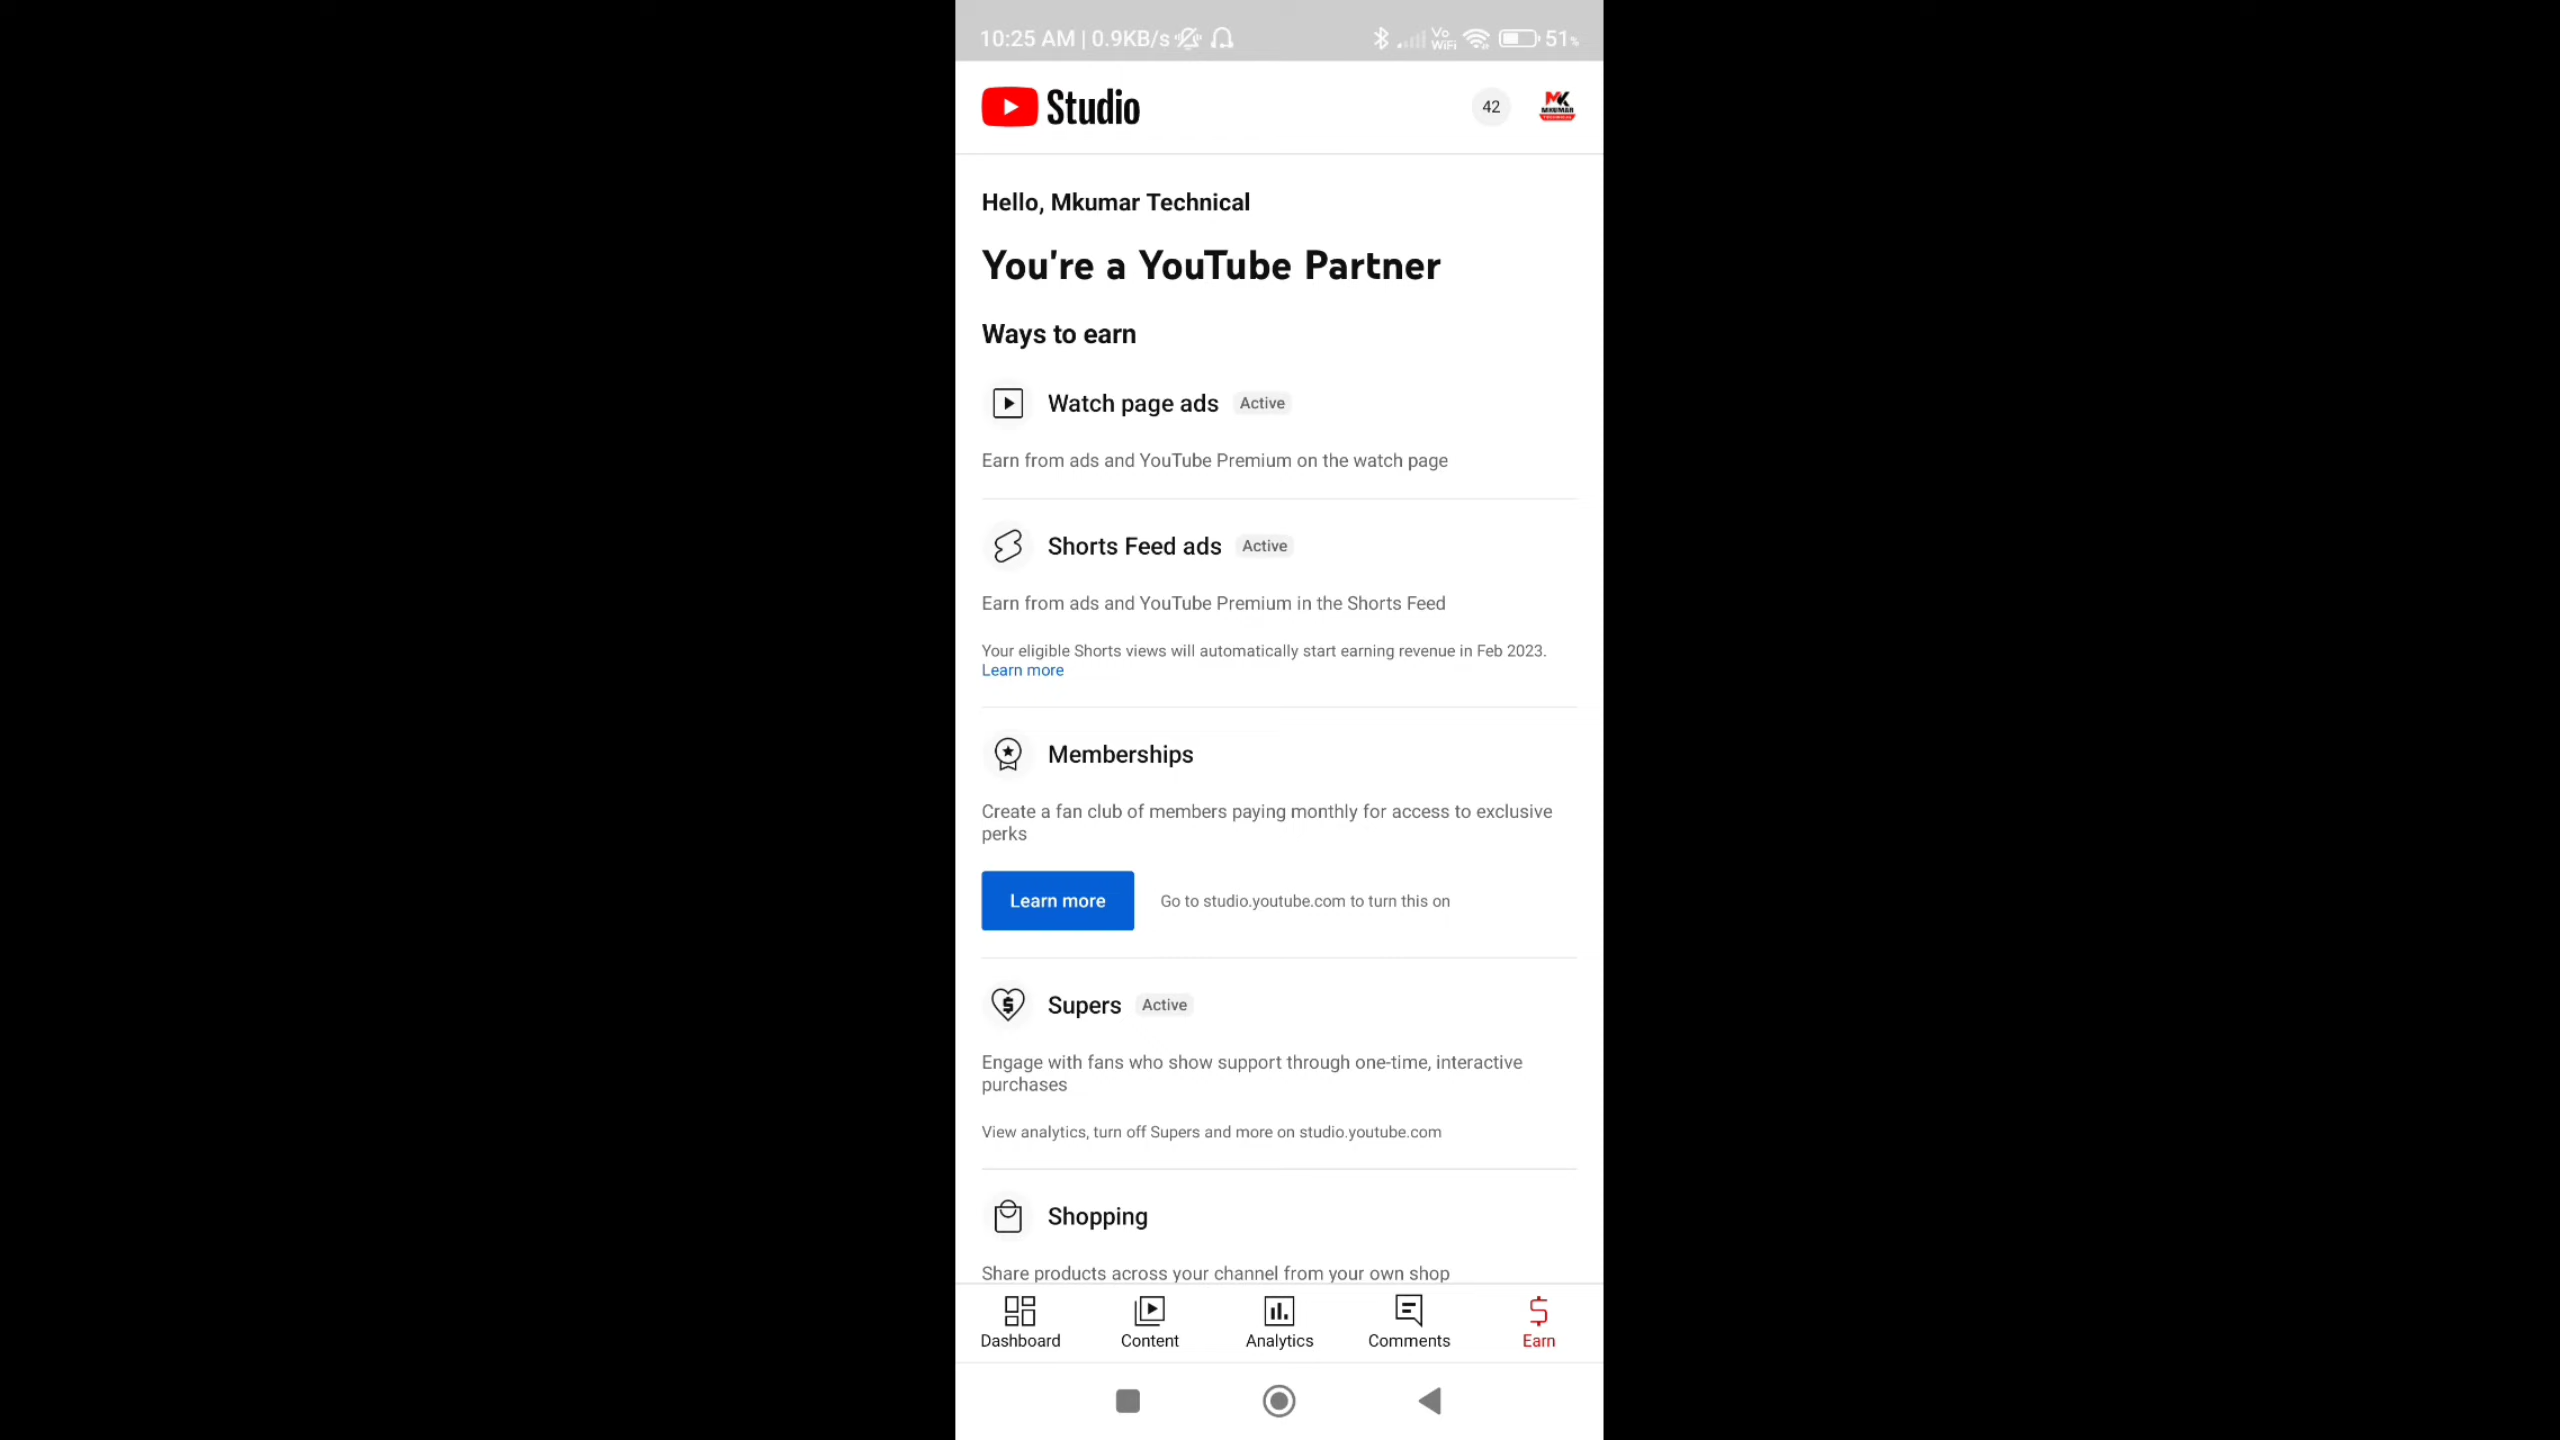 10:25 AM | 0.9KB/s Vo WiFi 51%
Studio 42 MK MKUMAR TECHNICAL
Hello, Mkumar Technical
You're a YouTube Partner
Ways to earn
Watch page ads Active
Earn from ads and YouTube Premium on the watch page
Shorts Feed ads Active
Earn from ads and YouTube Premium in the Shorts Feed
Your eligible Shorts views will automatically start earning revenue in Feb 2023.
Learn more
Memberships
Create a fan club of members paying monthly for access to exclusive
perks
Learn more Go to studio.youtube.com to turn this on
Supers Active
Engage with fans who show support through one-time, interactive
purchases
View analytics, turn off Supers and more on studio.youtube.com
Shopping
Share products across your channel from your own shop
Dashboard Content Analytics Comments Earn